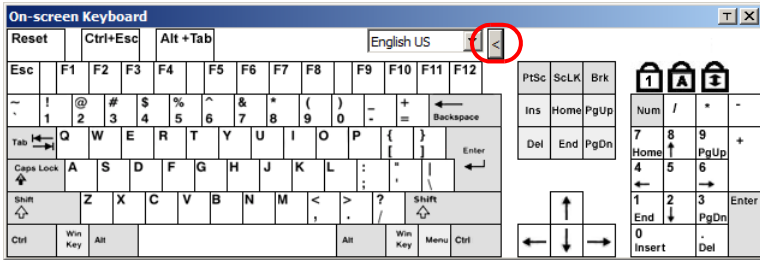 On-screen Keyboard T X
Reset Ctrl+Esc Alt +Tab English US <
Esc F1 F2 F3 F4 F5 F6 F7 F8 F9 F10 F11 F12 PtSc ScLK Brk 1 A
~ ! @ # $ % ^ & * ( ) _ +
` 1 2 3 4 5 6 7 8 9 0 - = Backspace Ins Home PgUp Num / * -
Tab Q W E R T Y U I O P { } [ ] Enter Del End PgDn 7 Home 8 9 PgUp +
Caps Lock A S D F G H J K L : ; " ' | \ 4 5 6
Shift Z X C V B N M < , > . ? / Shift 1 End 2 3 PgDn Enter
Ctrl Win Key Alt Alt Win Key Menu Ctrl 0 Insert . Del